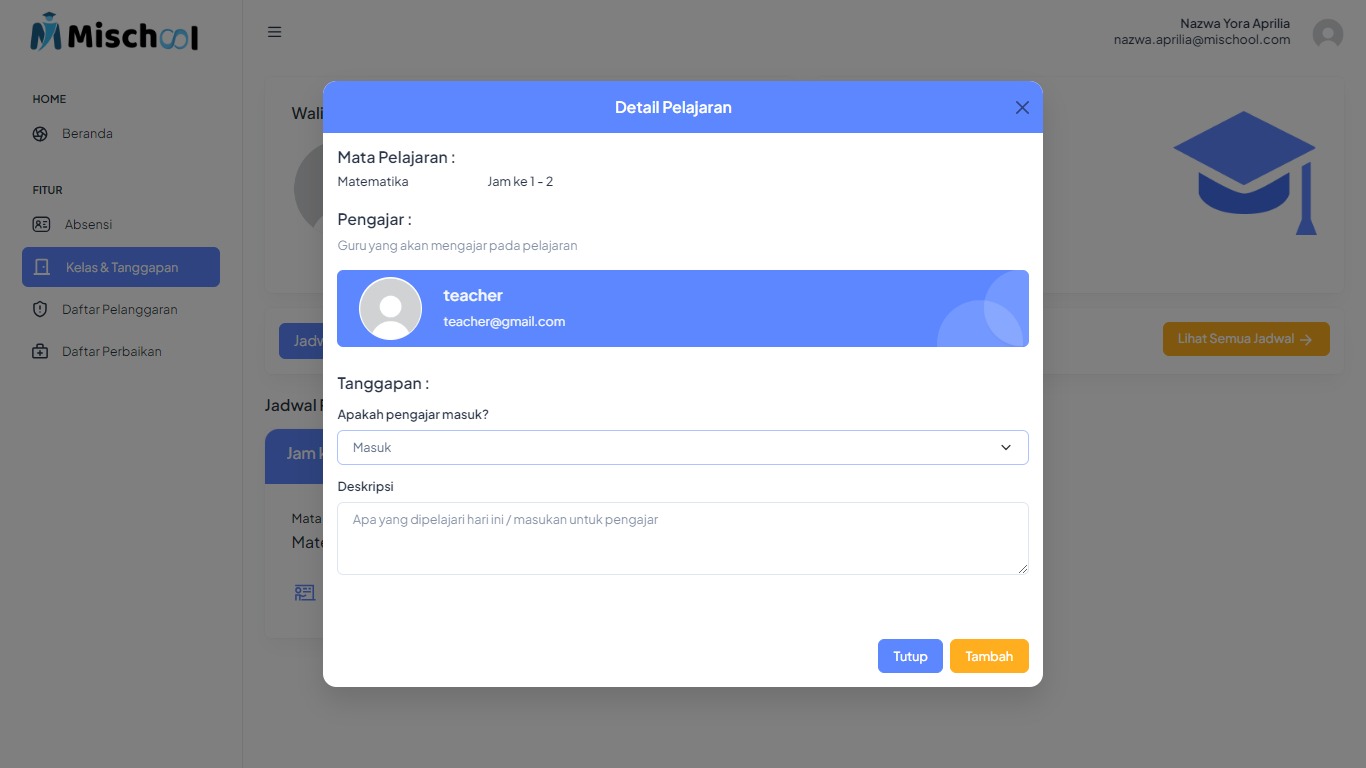 Mischool
Nazwa Yora Aprilia
nazwa.aprilia@mischool.com
HOME
Beranda
FITUR
Absensi
Kelas & Tanggapan
Daftar Pelanggaran
Daftar Perbaikan
Wali
Jadw
Lihat Semua Jadwal →
Jadwal P
Jam k
Mata
Mate
Detail Pelajaran
Mata Pelajaran :
Matematika Jam ke 1 - 2
Pengajar :
Guru yang akan mengajar pada pelajaran
teacher
teacher@gmail.com
Tanggapan :
Apakah pengajar masuk?
Masuk
Deskripsi
Apa yang dipelajari hari ini / masukan untuk pengajar
Tutup Tambah